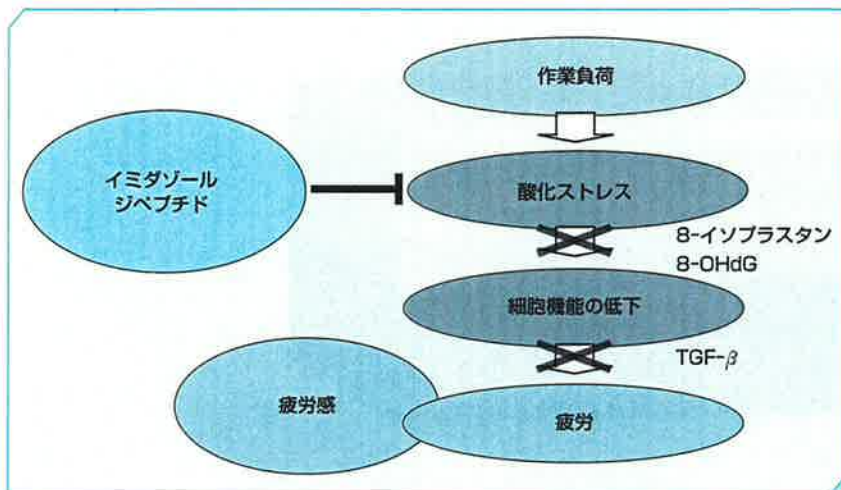 作業負荷
イミダゾール
ジペプチド
酸化ストレス
8-イソプラスタン
8-OHdG
細胞機能の低下
TGF-β
疲労感
疲労